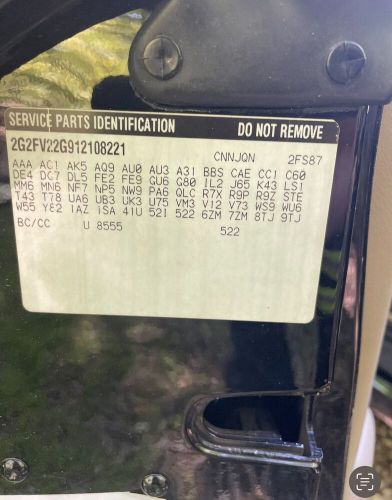 SERVICE PARTS IDENTIFICATION DO NOT REMOVE
2G2FV22G912108221 CNNJQN 2FS87
AAA AC1 AK5 AQ9 AU0 AU3 A31 BBS CAE CC1 C60
DE4 DG7 DL5 FE2 FE9 GU6 G80 IL2 J65 K43 LS1
MM6 MN6 NF7 NP5 NW9 PA6 QLC R7X R9P R9Z STE
T43 T78 UA6 UB3 UK3 U75 VM3 V12 V73 WS9 WU6
W55 Y82 1AZ 1SA 41U 52I 522 6ZM 7ZM 8TJ 9TJ
BC/CC U 8555 522